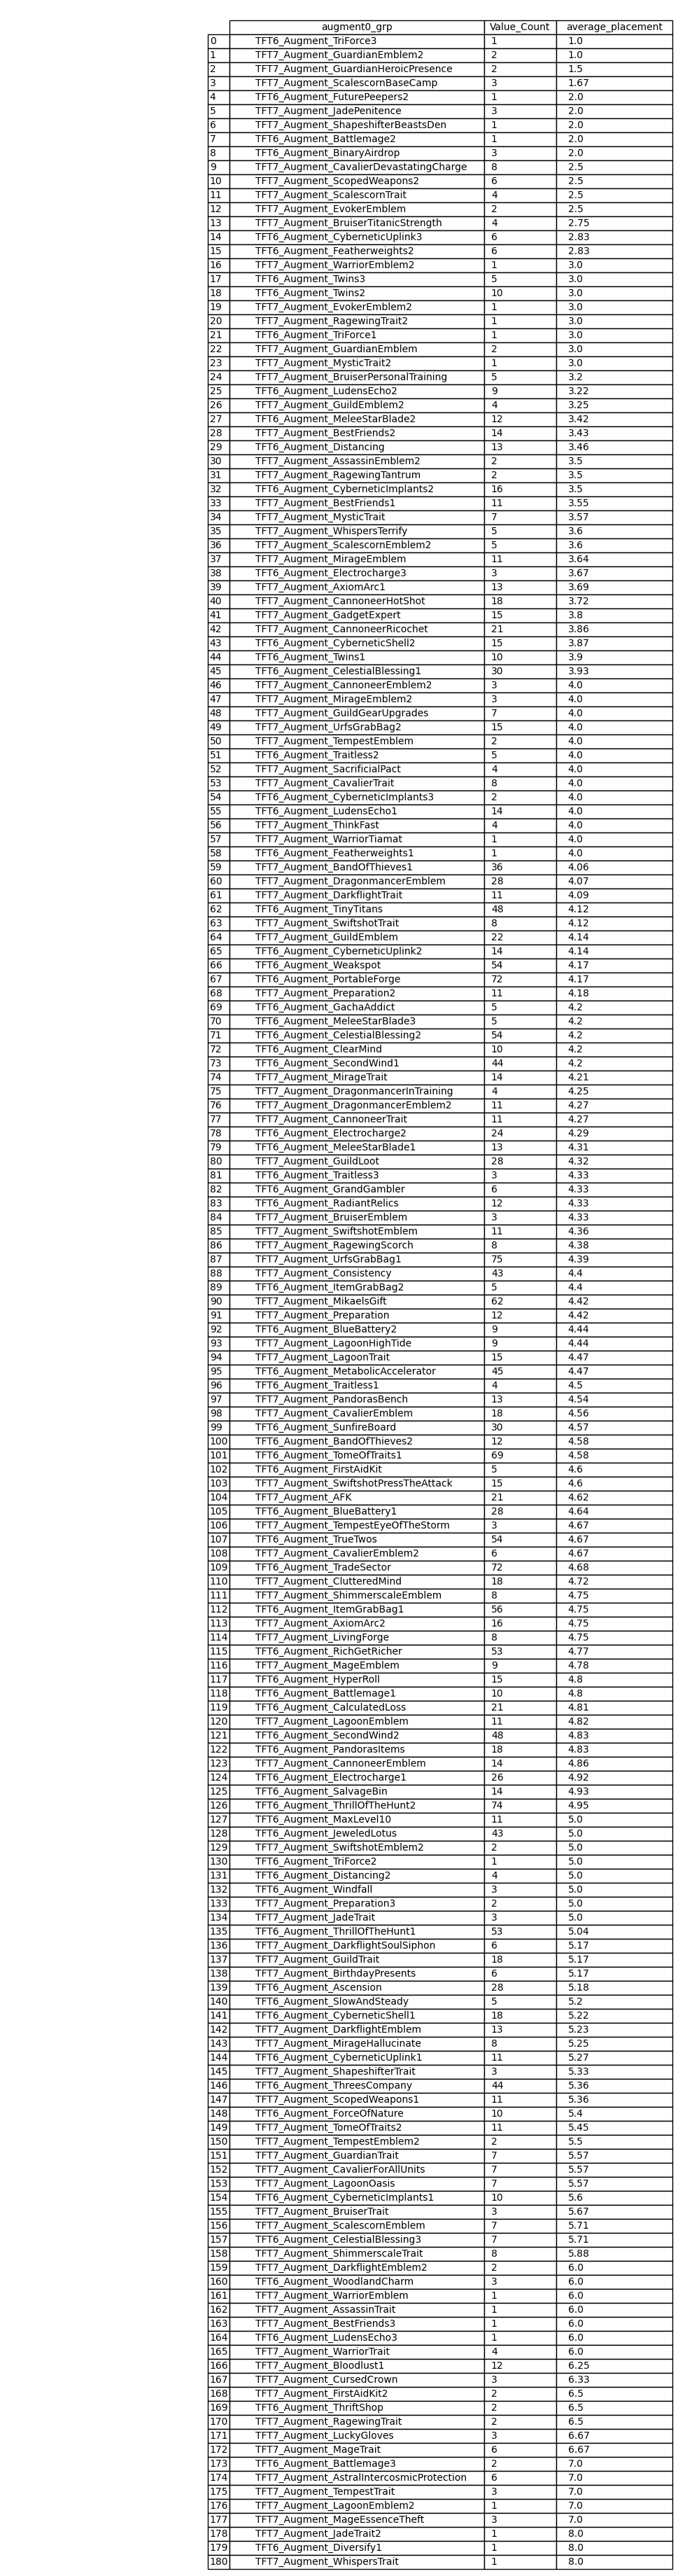 augment0_grp Value_Count average_placement
0 TFT6_Augment_TriForce3 1 1.0
1 TFT7_Augment_GuardianEmblem2 2 1.0
2 TFT7_Augment_GuardianHeroicPresence 2 1.5
3 TFT7_Augment_ScalescornBaseCamp 3 1.67
4 TFT6_Augment_FuturePeepers2 1 2.0
5 TFT7_Augment_JadePenitence 3 2.0
6 TFT7_Augment_ShapeshifterBeastsDen 1 2.0
7 TFT6_Augment_Battlemage2 1 2.0
8 TFT6_Augment_BinaryAirdrop 3 2.0
9 TFT7_Augment_CavalierDevastatingCharge 8 2.5
10 TFT7_Augment_ScopedWeapons2 6 2.5
11 TFT7_Augment_ScalescornTrait 4 2.5
12 TFT7_Augment_EvokerEmblem 2 2.5
13 TFT7_Augment_BruiserTitanicStrength 4 2.75
14 TFT6_Augment_CyberneticUplink3 6 2.83
15 TFT6_Augment_Featherweights2 6 2.83
16 TFT7_Augment_WarriorEmblem2 1 3.0
17 TFT6_Augment_Twins3 5 3.0
18 TFT6_Augment_Twins2 10 3.0
19 TFT7_Augment_EvokerEmblem2 1 3.0
20 TFT7_Augment_RagewingTrait2 1 3.0
21 TFT6_Augment_TriForce1 1 3.0
22 TFT7_Augment_GuardianEmblem 2 3.0
23 TFT7_Augment_MysticTrait2 1 3.0
24 TFT7_Augment_BruiserPersonalTraining 5 3.2
25 TFT6_Augment_LudensEcho2 9 3.22
26 TFT7_Augment_GuildEmblem2 4 3.25
27 TFT6_Augment_MeleeStarBlade2 12 3.42
28 TFT7_Augment_BestFriends2 14 3.43
29 TFT6_Augment_Distancing 13 3.46
30 TFT7_Augment_AssassinEmblem2 2 3.5
31 TFT7_Augment_RagewingTantrum 2 3.5
32 TFT6_Augment_CyberneticImplants2 16 3.5
33 TFT7_Augment_BestFriends1 11 3.55
34 TFT7_Augment_MysticTrait 7 3.57
35 TFT7_Augment_WhispersTerrify 5 3.6
36 TFT7_Augment_ScalescornEmblem2 5 3.6
37 TFT7_Augment_MirageEmblem 11 3.64
38 TFT6_Augment_Electrocharge3 3 3.67
39 TFT7_Augment_AxiomArc1 13 3.69
40 TFT7_Augment_CannoneerHotShot 18 3.72
41 TFT7_Augment_GadgetExpert 15 3.8
42 TFT7_Augment_CannoneerRicochet 21 3.86
43 TFT6_Augment_CyberneticShell2 15 3.87
44 TFT6_Augment_Twins1 10 3.9
45 TFT6_Augment_CelestialBlessing1 30 3.93
46 TFT7_Augment_CannoneerEmblem2 3 4.0
47 TFT7_Augment_MirageEmblem2 3 4.0
48 TFT7_Augment_GuildGearUpgrades 7 4.0
49 TFT7_Augment_UrfsGrabBag2 15 4.0
50 TFT7_Augment_TempestEmblem 2 4.0
51 TFT6_Augment_Traitless2 5 4.0
52 TFT7_Augment_SacrificialPact 4 4.0
53 TFT7_Augment_CavalierTrait 8 4.0
54 TFT6_Augment_CyberneticImplants3 2 4.0
55 TFT6_Augment_LudensEcho1 14 4.0
56 TFT7_Augment_ThinkFast 4 4.0
57 TFT7_Augment_WarriorTiamat 1 4.0
58 TFT6_Augment_Featherweights1 1 4.0
59 TFT7_Augment_BandOfThieves1 36 4.06
60 TFT7_Augment_DragonmancerEmblem 28 4.07
61 TFT7_Augment_DarkflightTrait 11 4.09
62 TFT6_Augment_TinyTitans 48 4.12
63 TFT7_Augment_SwiftshotTrait 8 4.12
64 TFT7_Augment_GuildEmblem 22 4.14
65 TFT6_Augment_CyberneticUplink2 14 4.14
66 TFT6_Augment_Weakspot 54 4.17
67 TFT6_Augment_PortableForge 72 4.17
68 TFT7_Augment_Preparation2 11 4.18
69 TFT7_Augment_GachaAddict 5 4.2
70 TFT6_Augment_MeleeStarBlade3 5 4.2
71 TFT6_Augment_CelestialBlessing2 54 4.2
72 TFT6_Augment_ClearMind 10 4.2
73 TFT6_Augment_SecondWind1 44 4.2
74 TFT7_Augment_MirageTrait 14 4.21
75 TFT7_Augment_DragonmancerInTraining 4 4.25
76 TFT7_Augment_DragonmancerEmblem2 11 4.27
77 TFT7_Augment_CannoneerTrait 11 4.27
78 TFT6_Augment_Electrocharge2 24 4.29
79 TFT6_Augment_MeleeStarBlade1 13 4.31
80 TFT7_Augment_GuildLoot 28 4.32
81 TFT6_Augment_Traitless3 3 4.33
82 TFT6_Augment_GrandGambler 6 4.33
83 TFT6_Augment_RadiantRelics 12 4.33
84 TFT7_Augment_BruiserEmblem 3 4.33
85 TFT7_Augment_SwiftshotEmblem 11 4.36
86 TFT7_Augment_RagewingScorch 8 4.38
87 TFT7_Augment_UrfsGrabBag1 75 4.39
88 TFT7_Augment_Consistency 43 4.4
89 TFT6_Augment_ItemGrabBag2 5 4.4
90 TFT7_Augment_MikaelsGift 62 4.42
91 TFT7_Augment_Preparation 12 4.42
92 TFT6_Augment_BlueBattery2 9 4.44
93 TFT7_Augment_LagoonHighTide 9 4.44
94 TFT7_Augment_LagoonTrait 15 4.47
95 TFT6_Augment_MetabolicAccelerator 45 4.47
96 TFT6_Augment_Traitless1 4 4.5
97 TFT7_Augment_PandorasBench 13 4.54
98 TFT7_Augment_CavalierEmblem 18 4.56
99 TFT6_Augment_SunfireBoard 30 4.57
100 TFT7_Augment_BandOfThieves2 12 4.58
101 TFT6_Augment_TomeOfTraits1 69 4.58
102 TFT6_Augment_FirstAidKit 5 4.6
103 TFT7_Augment_SwiftshotPressTheAttack 15 4.6
104 TFT7_Augment_AFK 21 4.62
105 TFT6_Augment_BlueBattery1 28 4.64
106 TFT7_Augment_TempestEyeOfTheStorm 3 4.67
107 TFT6_Augment_TrueTwos 54 4.67
108 TFT7_Augment_CavalierEmblem2 6 4.67
109 TFT6_Augment_TradeSector 72 4.68
110 TFT7_Augment_ClutteredMind 18 4.72
111 TFT7_Augment_ShimmerscaleEmblem 8 4.75
112 TFT6_Augment_ItemGrabBag1 56 4.75
113 TFT7_Augment_AxiomArc2 16 4.75
114 TFT7_Augment_LivingForge 8 4.75
115 TFT6_Augment_RichGetRicher 53 4.77
116 TFT7_Augment_MageEmblem 9 4.78
117 TFT6_Augment_HyperRoll 15 4.8
118 TFT6_Augment_Battlemage1 10 4.8
119 TFT6_Augment_CalculatedLoss 21 4.81
120 TFT7_Augment_LagoonEmblem 11 4.82
121 TFT6_Augment_SecondWind2 48 4.83
122 TFT6_Augment_PandorasItems 18 4.83
123 TFT7_Augment_CannoneerEmblem 14 4.86
124 TFT6_Augment_Electrocharge1 26 4.92
125 TFT6_Augment_SalvageBin 14 4.93
126 TFT6_Augment_ThrillOfTheHunt2 74 4.95
127 TFT7_Augment_MaxLevel10 11 5.0
128 TFT6_Augment_JeweledLotus 43 5.0
129 TFT7_Augment_SwiftshotEmblem2 2 5.0
130 TFT6_Augment_TriForce2 1 5.0
131 TFT6_Augment_Distancing2 4 5.0
132 TFT6_Augment_Windfall 3 5.0
133 TFT7_Augment_Preparation3 2 5.0
134 TFT7_Augment_JadeTrait 3 5.0
135 TFT6_Augment_ThrillOfTheHunt1 53 5.04
136 TFT7_Augment_DarkflightSoulSiphon 6 5.17
137 TFT7_Augment_GuildTrait 18 5.17
138 TFT7_Augment_BirthdayPresents 6 5.17
139 TFT6_Augment_Ascension 28 5.18
140 TFT6_Augment_SlowAndSteady 5 5.2
141 TFT6_Augment_CyberneticShell1 18 5.22
142 TFT7_Augment_DarkflightEmblem 13 5.23
143 TFT7_Augment_MirageHallucinate 8 5.25
144 TFT6_Augment_CyberneticUplink1 11 5.27
145 TFT7_Augment_ShapeshifterTrait 3 5.33
146 TFT6_Augment_ThreesCompany 44 5.36
147 TFT7_Augment_ScopedWeapons1 11 5.36
148 TFT6_Augment_ForceOfNature 10 5.4
149 TFT6_Augment_TomeOfTraits2 11 5.45
150 TFT7_Augment_TempestEmblem2 2 5.5
151 TFT7_Augment_GuardianTrait 7 5.57
152 TFT7_Augment_CavalierForAllUnits 7 5.57
153 TFT7_Augment_LagoonOasis 7 5.57
154 TFT6_Augment_CyberneticImplants1 10 5.6
155 TFT7_Augment_BruiserTrait 3 5.67
156 TFT7_Augment_ScalescornEmblem 7 5.71
157 TFT6_Augment_CelestialBlessing3 7 5.71
158 TFT7_Augment_ShimmerscaleTrait 8 5.88
159 TFT7_Augment_DarkflightEmblem2 2 6.0
160 TFT6_Augment_WoodlandCharm 3 6.0
161 TFT7_Augment_WarriorEmblem 1 6.0
162 TFT7_Augment_AssassinTrait 1 6.0
163 TFT7_Augment_BestFriends3 1 6.0
164 TFT6_Augment_LudensEcho3 1 6.0
165 TFT7_Augment_WarriorTrait 4 6.0
166 TFT7_Augment_Bloodlust1 12 6.25
167 TFT7_Augment_CursedCrown 3 6.33
168 TFT7_Augment_FirstAidKit2 2 6.5
169 TFT6_Augment_ThriftShop 2 6.5
170 TFT7_Augment_RagewingTrait 2 6.5
171 TFT7_Augment_LuckyGloves 3 6.67
172 TFT7_Augment_MageTrait 6 6.67
173 TFT6_Augment_Battlemage3 2 7.0
174 TFT7_Augment_AstralIntercosmicProtection 6 7.0
175 TFT7_Augment_TempestTrait 3 7.0
176 TFT7_Augment_LagoonEmblem2 1 7.0
177 TFT7_Augment_MageEssenceTheft 3 7.0
178 TFT7_Augment_JadeTrait2 1 8.0
179 TFT6_Augment_Diversify1 1 8.0
180 TFT7_Augment_WhispersTrait 1 8.0